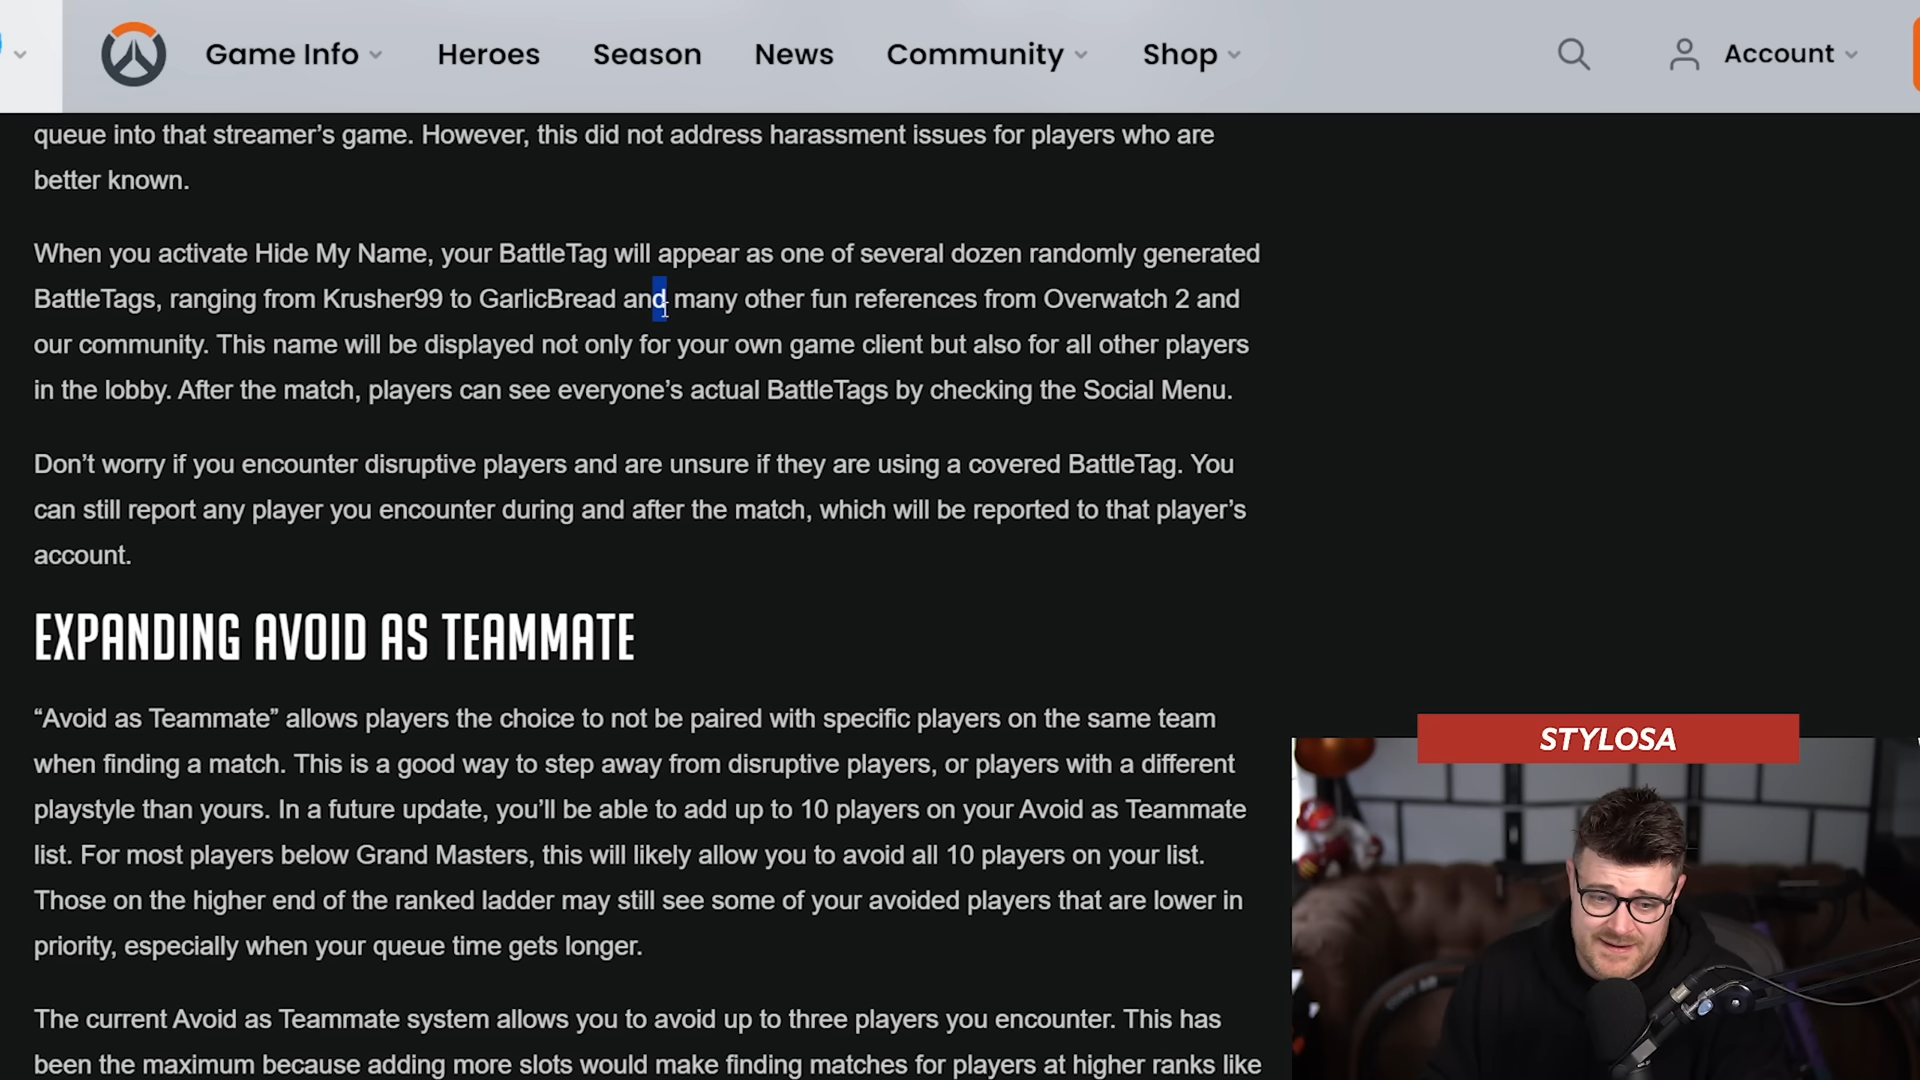 Game Info Heroes Season News Community Shop Account
queue into that streamer’s game. However, this did not address harassment issues for players who are
better known.
When you activate Hide My Name, your BattleTag will appear as one of several dozen randomly generated
BattleTags, ranging from Krusher99 to GarlicBread and many other fun references from Overwatch 2 and
our community. This name will be displayed not only for your own game client but also for all other players
in the lobby. After the match, players can see everyone’s actual BattleTags by checking the Social Menu.
Don’t worry if you encounter disruptive players and are unsure if they are using a covered BattleTag. You
can still report any player you encounter during and after the match, which will be reported to that player’s
account.
EXPANDING AVOID AS TEAMMATE
“Avoid as Teammate” allows players the choice to not be paired with specific players on the same team
when finding a match. This is a good way to step away from disruptive players, or players with a different
playstyle than yours. In a future update, you’ll be able to add up to 10 players on your Avoid as Teammate
list. For most players below Grand Masters, this will likely allow you to avoid all 10 players on your list.
Those on the higher end of the ranked ladder may still see some of your avoided players that are lower in
priority, especially when your queue time gets longer.
The current Avoid as Teammate system allows you to avoid up to three players you encounter. This has
been the maximum because adding more slots would make finding matches for players at higher ranks like
STYLOSA